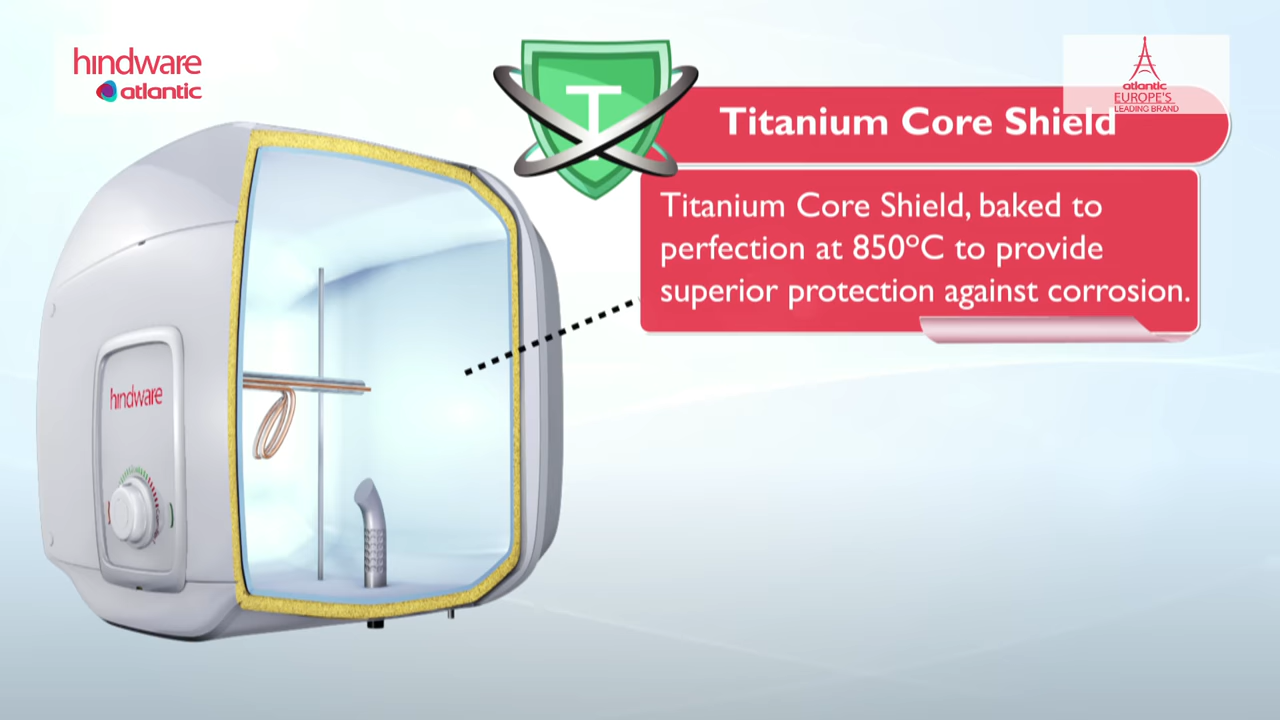 hindware
atlantic
atlantic
EUROPE'S
LEADING BRAND
T
Titanium Core Shield
Titanium Core Shield, baked to
perfection at 850ºC to provide
superior protection against corrosion.
hindware